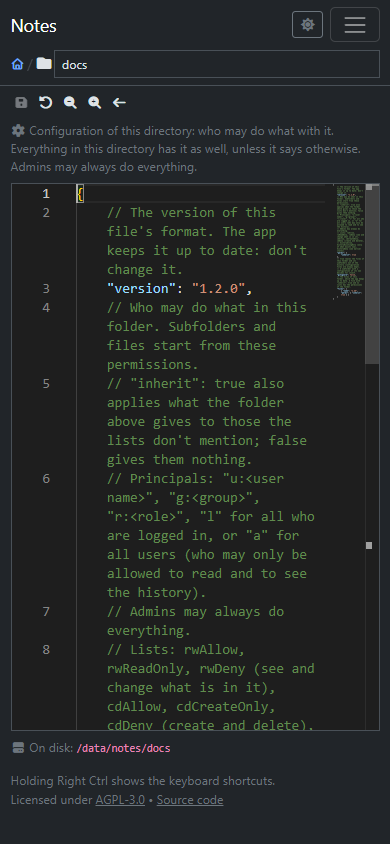 Notes
/ docs
Configuration of this directory: who may do what with it.
Everything in this directory has it as well, unless it says otherwise.
Admins may always do everything.
1 {
2 // The version of this
file's format. The app
keeps it up to date: don't
change it.
3 "version": "1.2.0",
4 // Who may do what in this
folder. Subfolders and
files start from these
permissions.
5 // "inherit": true also
applies what the folder
above gives to those the
lists don't mention; false
gives them nothing.
6 // Principals: "u:<user
name>", "g:<group>",
"r:<role>", "l" for all who
are logged in, or "a" for
all users (who may only be
allowed to read and to see
the history).
7 // Admins may always do
everything.
8 // Lists: rwAllow,
rwReadOnly, rwDeny (see and
change what is in it),
cdAllow, cdCreateOnly,
cdDeny (create and delete).
On disk: /data/notes/docs
Holding Right Ctrl shows the keyboard shortcuts.
Licensed under AGPL-3.0 • Source code